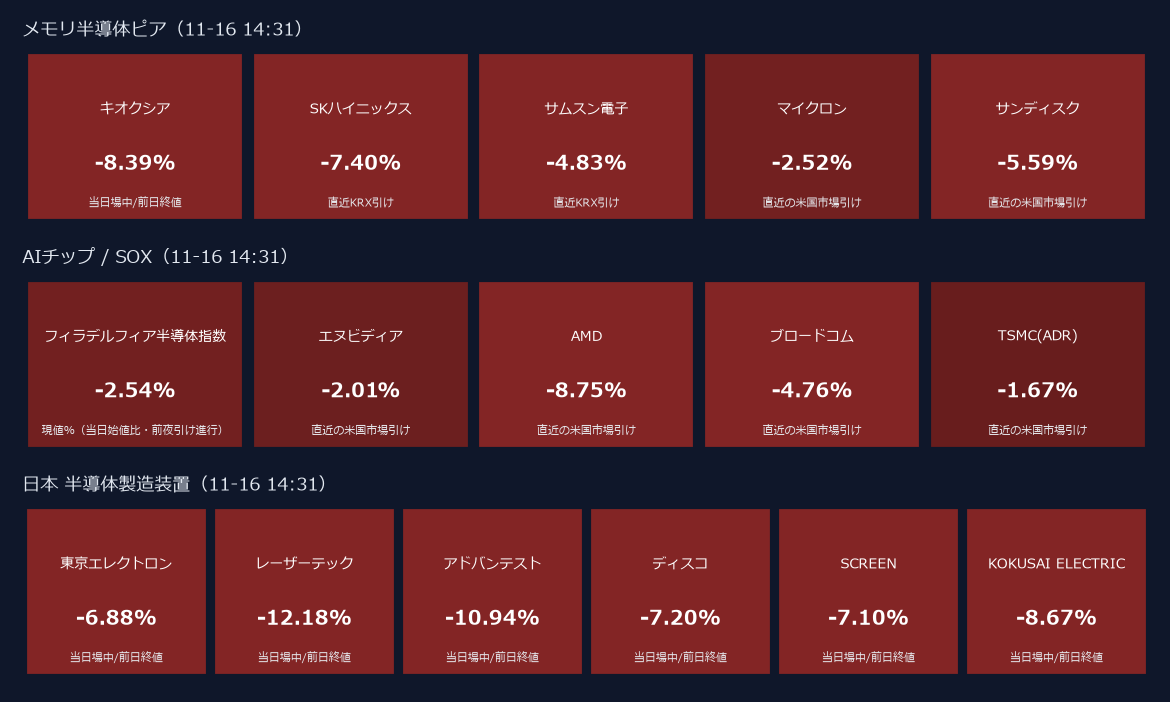 メモリ半導体ピア（11-16 14:31）
キオクシア
-8.39%
当日場中/前日終値
SKハイニックス
-7.40%
直近KRX引け
サムスン電子
-4.83%
直近KRX引け
マイクロン
-2.52%
直近の米国市場引け
サンディスク
-5.59%
直近の米国市場引け
AIチップ / SOX（11-16 14:31）
フィラデルフィア半導体指数
-2.54%
現値%（当日始値比・前夜引け進行）
エヌビディア
-2.01%
直近の米国市場引け
AMD
-8.75%
直近の米国市場引け
ブロードコム
-4.76%
直近の米国市場引け
TSMC(ADR)
-1.67%
直近の米国市場引け
日本 半導体製造装置（11-16 14:31）
東京エレクトロン
-6.88%
当日場中/前日終値
レーザーテック
-12.18%
当日場中/前日終値
アドバンテスト
-10.94%
当日場中/前日終値
ディスコ
-7.20%
当日場中/前日終値
SCREEN
-7.10%
当日場中/前日終値
KOKUSAI ELECTRIC
-8.67%
当日場中/前日終値